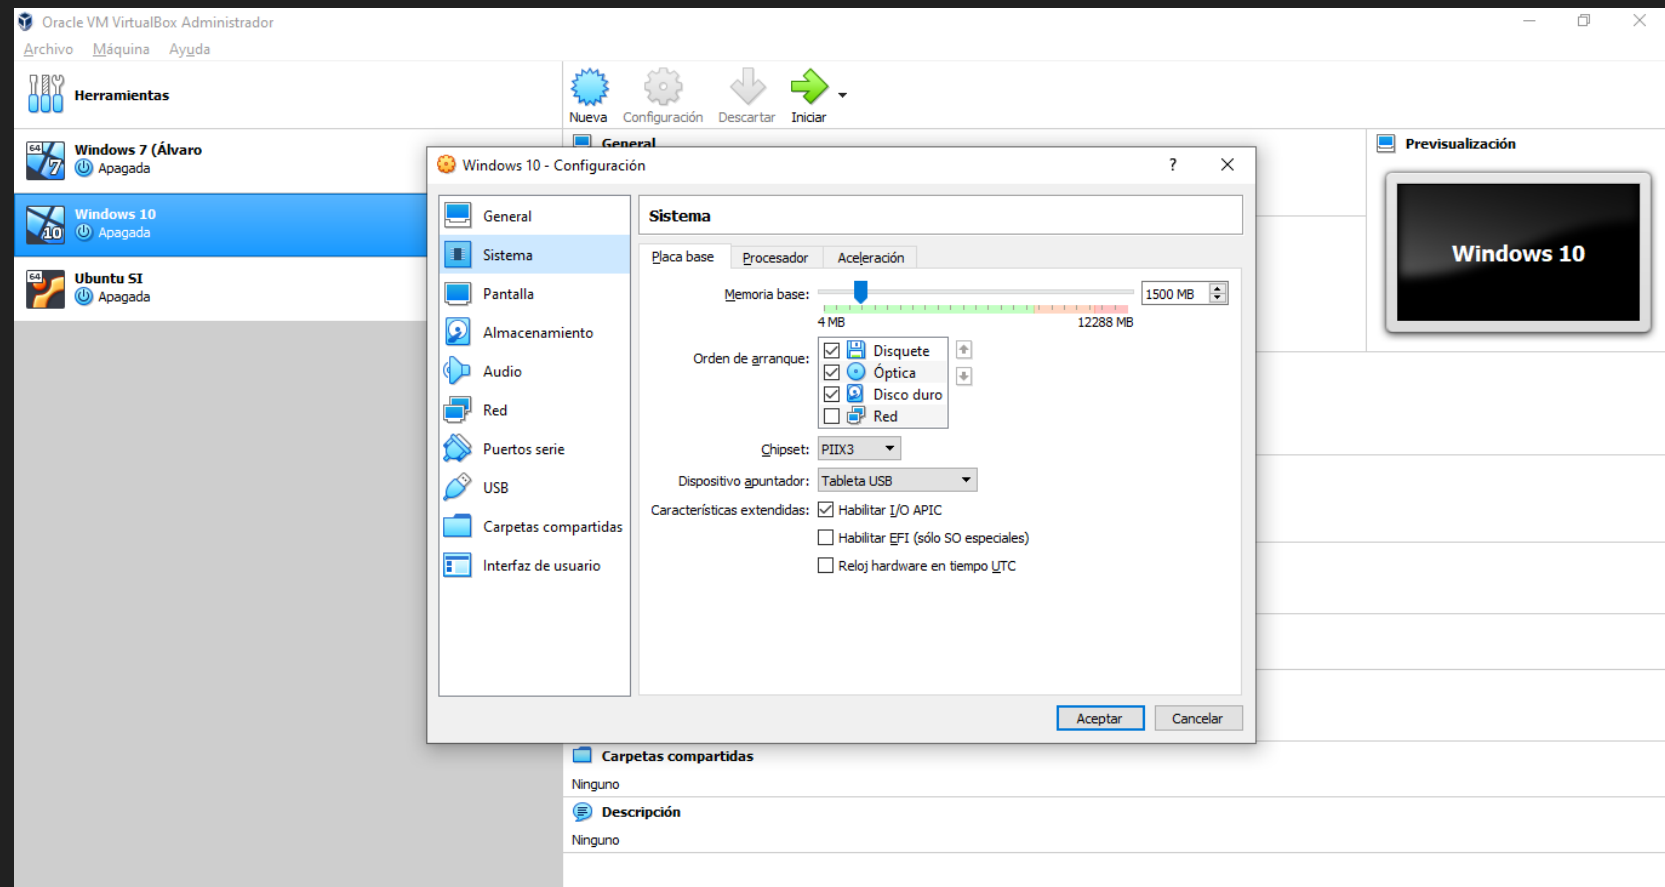 Oracle VM VirtualBox Administrador
Archivo Máquina Ayuda
Herramientas
Nueva Configuración Descartar Iniciar
64 7 Windows 7 (Álvaro
Apagada
10 Windows 10
Apagada
64 Ubuntu SI
Apagada
General
Previsualización
Windows 10
Windows 10 - Configuración ?
General
Sistema
Pantalla
Almacenamiento
Audio
Red
Puertos serie
USB
Carpetas compartidas
Interfaz de usuario
Sistema
Placa base Procesador Aceleración
Memoria base: 1500 MB
4 MB 12288 MB
Orden de arranque: Disquete
Óptica
Disco duro
Red
Chipset: PIIX3
Dispositivo apuntador: Tableta USB
Características extendidas: Habilitar I/O APIC
Habilitar EFI (sólo SO especiales)
Reloj hardware en tiempo UTC
Aceptar Cancelar
Carpetas compartidas
Ninguno
Descripción
Ninguno